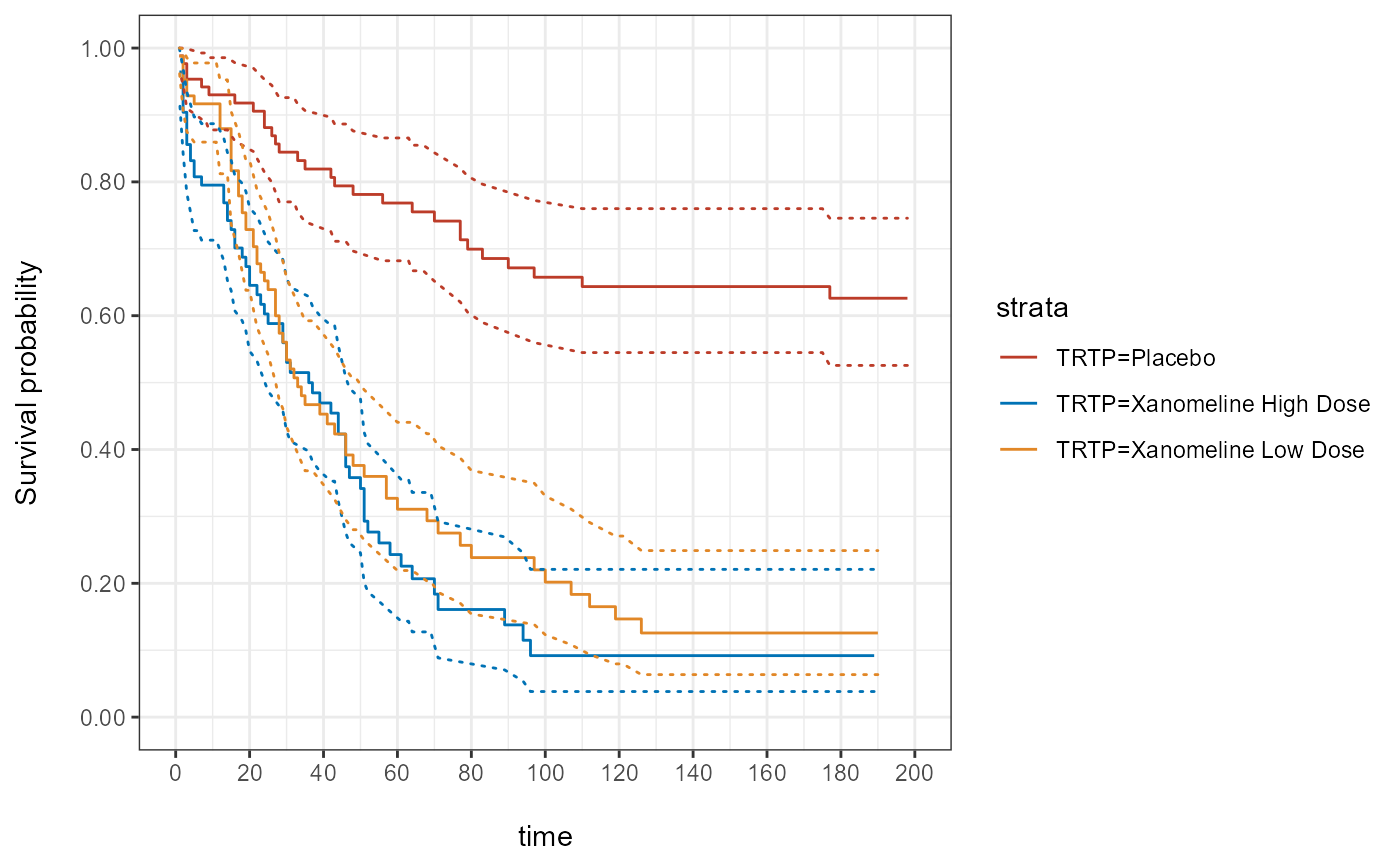 1.00
0.80
0.60
0.40
0.20
0.00
Survival probability
0 20 40 60 80 100 120 140 160 180 200
time
strata
TRTP=Placebo
TRTP=Xanomeline High Dose
TRTP=Xanomeline Low Dose